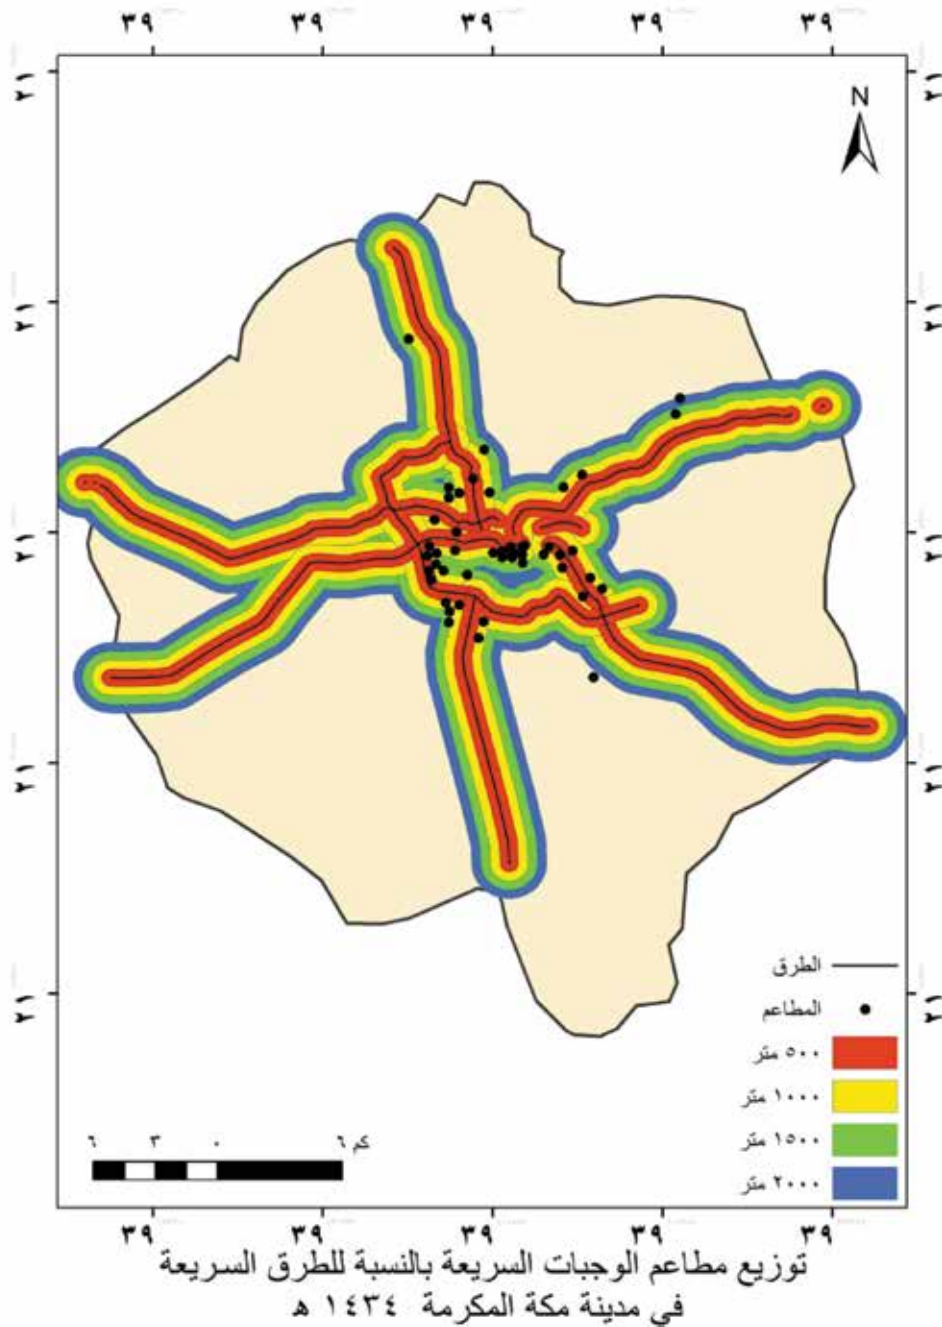 ٣٩ ٣٩ ٣٩ ٣٩ ٣٩
٢١ ٢١
N
٢١ ٢١
٢١ ٢١
٢١ ٢١
٢١ ٢١
الطرق
المطاعم
٥٠٠ متر
١٠٠٠ متر
١٥٠٠ متر
٢٠٠٠ متر
٦ ٣ ٠ ٦ كم
٣٩ ٣٩ ٣٩ ٣٩ ٣٩
توزيع مطاعم الوجبات السريعة بالنسبة للطرق السريعة
في مدينة مكة المكرمة ١٤٣٤ ه